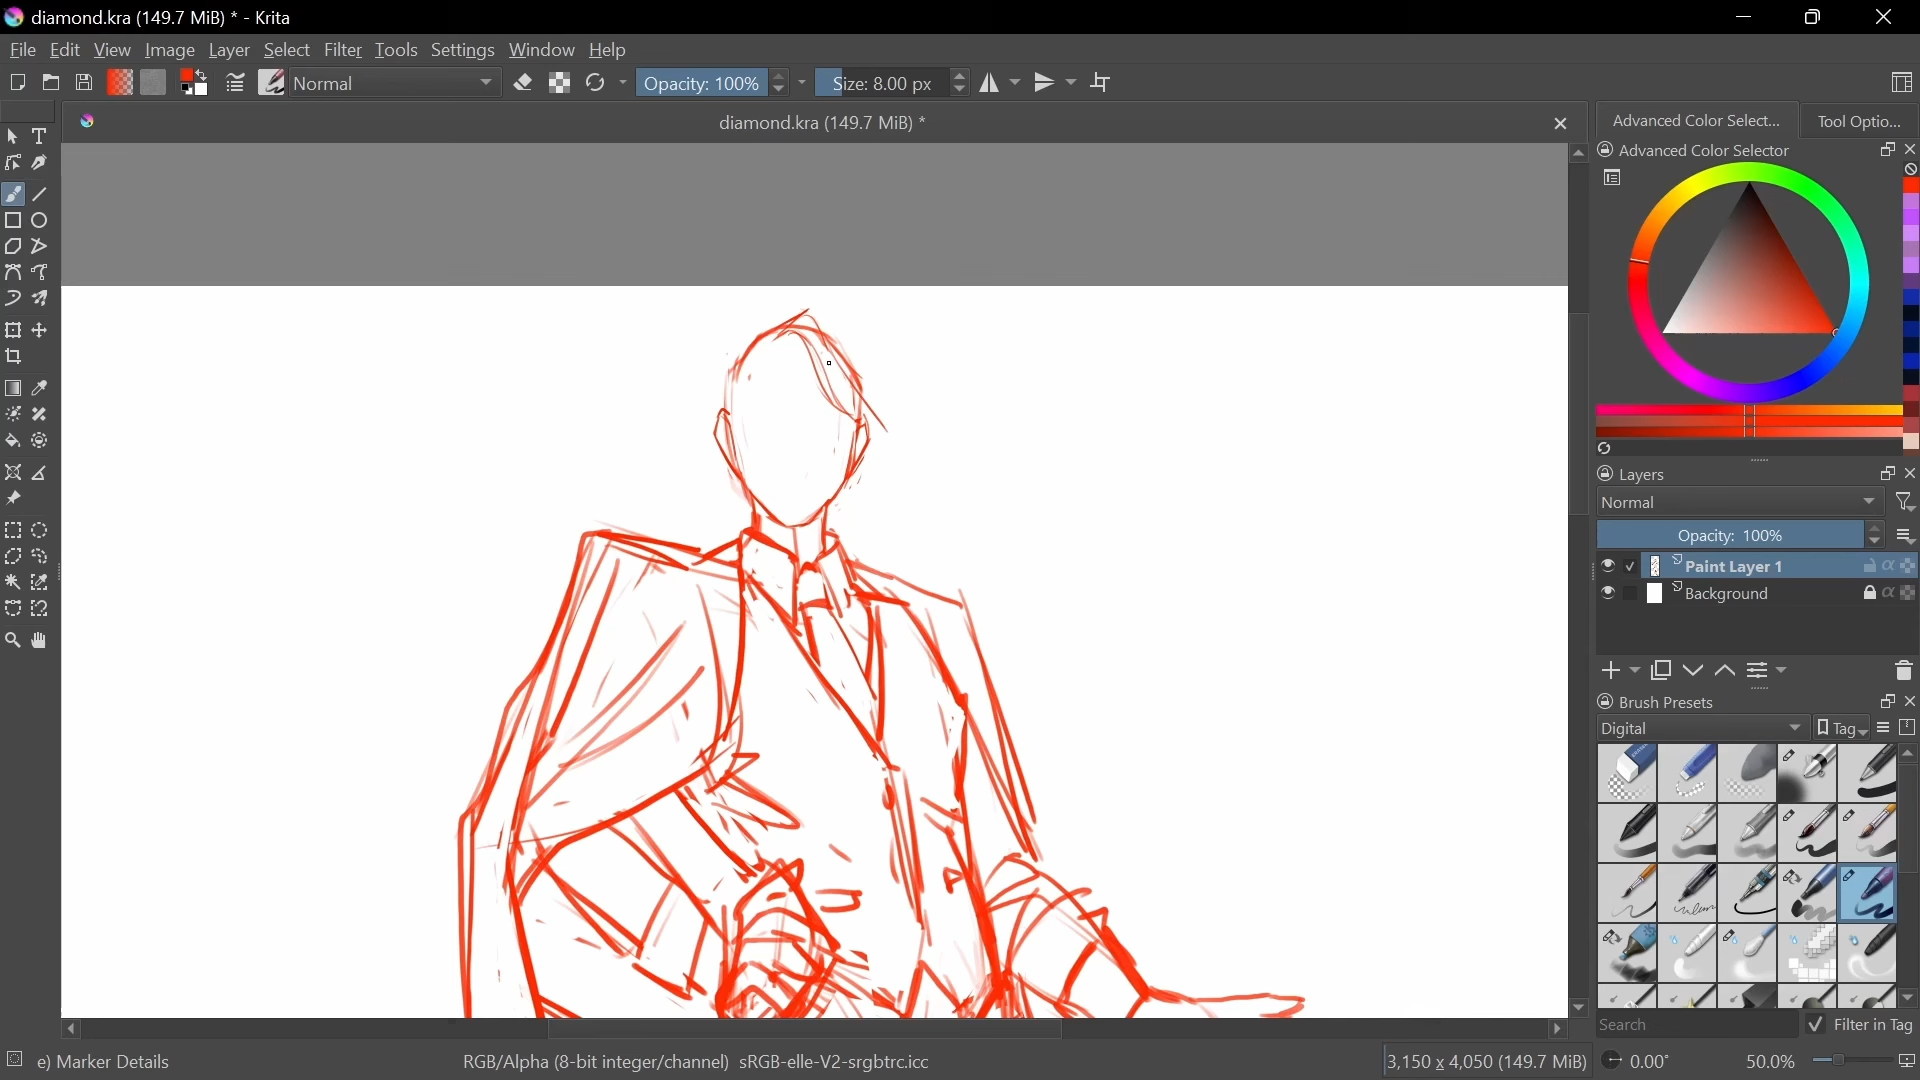 diamond.kra (149.7 MiB) * - Krita
File Edit View Image Layer Select Filter Tools Settings Window Help
Normal Opacity: 100% Size: 8.00 px
diamond.kra (149.7 MiB) *
Advanced Color Select... Tool Optio...
Advanced Color Selector
Layers
Normal
Opacity: 100%
Paint Layer 1
Background
Brush Presets
Digital Tag
Search Filter in Tag
e) Marker Details RGB/Alpha (8-bit integer/channel) sRGB-elle-V2-srgbtrc.icc 3,150 x 4,050 (149.7 MiB) 0.00° 50.0%